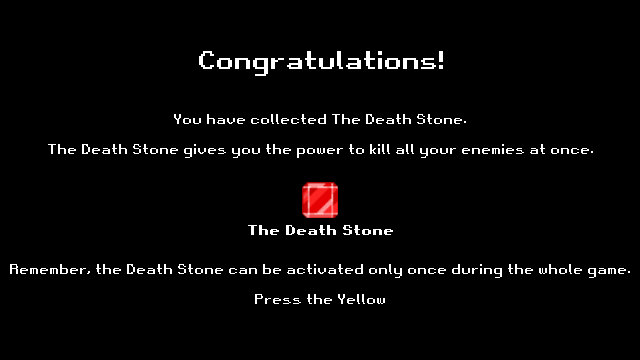 Congratulations!
You have collected The Death Stone.
The Death Stone gives you the power to kill all your enemies at once.
The Death Stone
Remember, the Death Stone can be activated only once during the whole game.
Press the Yellow